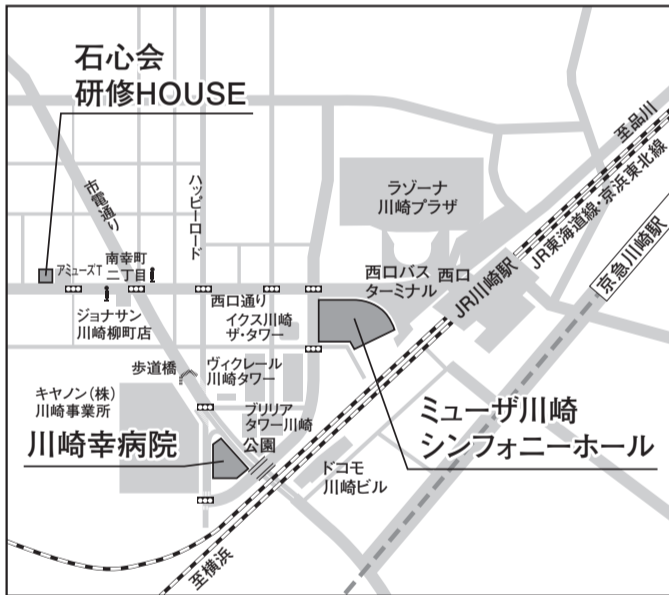 石心会
研修HOUSE
至品川
JR東海道線・京浜東北線
ラゾーナ
川崎プラザ
市電通り
ハッピーロード
京急川崎駅
アミューズT
南幸町
二丁目
西口バス
ターミナル
西口
JR川崎駅
西口通り
ジョナサン
川崎柳町店
イクス川崎
ザ・タワー
歩道橋
ヴィクレール
川崎タワー
キヤノン(株)
川崎事業所
ブリリア
タワー川崎
ミューザ川崎
シンフォニーホール
川崎幸病院
公園
ドコモ
川崎ビル
至横浜